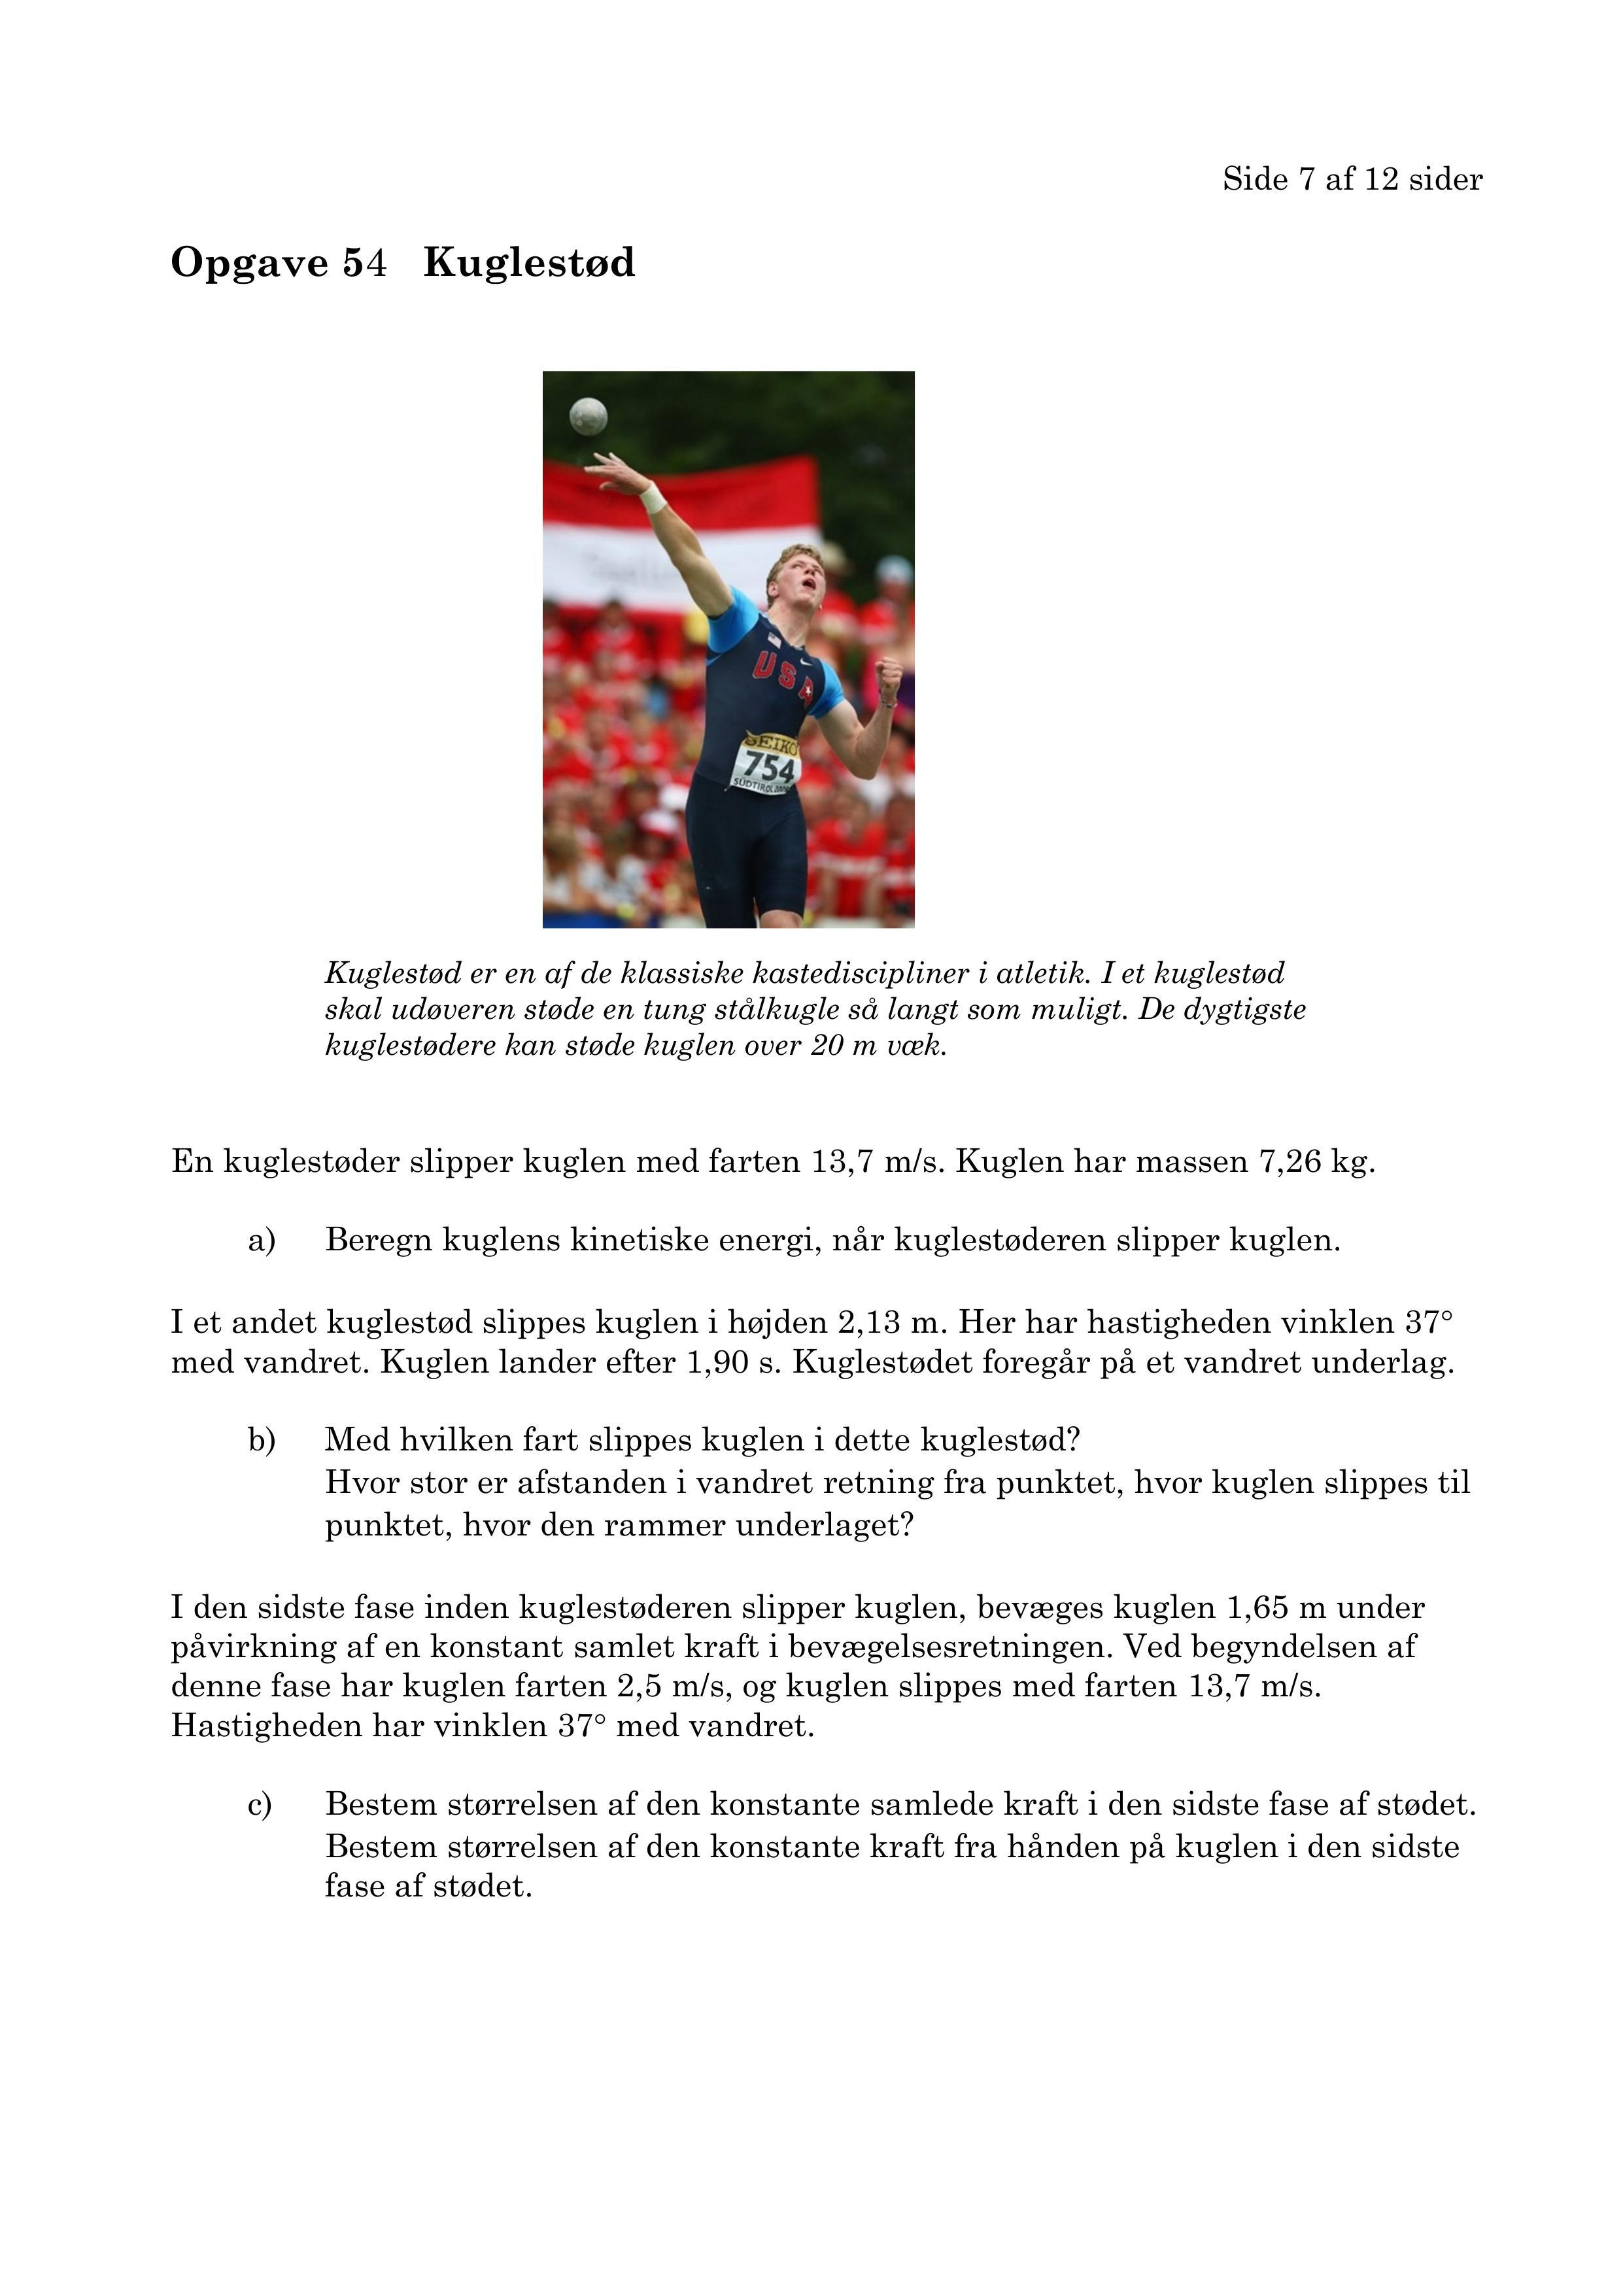 Side 7 af 12 sider
Opgave 54 Kuglestød
USA
SEIKO
754
SÜDTIROL 2009
Kuglestød er en af de klassiske kastediscipliner i atletik. I et kuglestød
skal udøveren støde en tung stålkugle så langt som muligt. De dygtigste
kuglestødere kan støde kuglen over 20 m væk.
En kuglestøder slipper kuglen med farten 13,7 m/s. Kuglen har massen 7,26 kg.
a) Beregn kuglens kinetiske energi, når kuglestøderen slipper kuglen.
I et andet kuglestød slippes kuglen i højden 2,13 m. Her har hastigheden vinklen 37°
med vandret. Kuglen lander efter 1,90 s. Kuglestødet foregår på et vandret underlag.
b) Med hvilken fart slippes kuglen i dette kuglestød?
Hvor stor er afstanden i vandret retning fra punktet, hvor kuglen slippes til
punktet, hvor den rammer underlaget?
I den sidste fase inden kuglestøderen slipper kuglen, bevæges kuglen 1,65 m under
påvirkning af en konstant samlet kraft i bevægelsesretningen. Ved begyndelsen af
denne fase har kuglen farten 2,5 m/s, og kuglen slippes med farten 13,7 m/s.
Hastigheden har vinklen 37° med vandret.
c) Bestem størrelsen af den konstante samlede kraft i den sidste fase af stødet.
Bestem størrelsen af den konstante kraft fra hånden på kuglen i den sidste
fase af stødet.